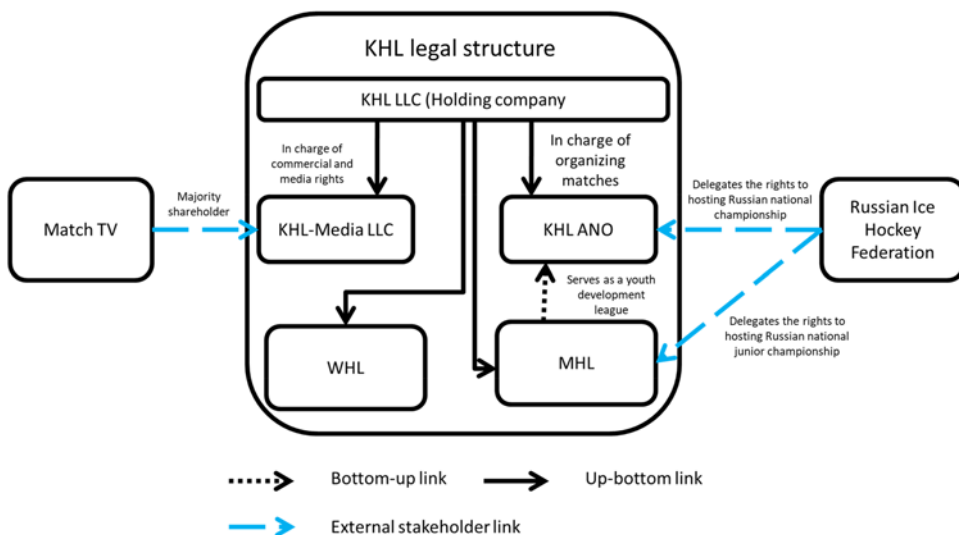 KHL legal structure
KHL LLC (Holding company
In charge of
commercial and
media rights
In charge of
organizing
matches
Majority
shareholder
Delegates the rights to
hosting Russian national
championship
Match TV
KHL-Media LLC
KHL ANO
Russian Ice
Hockey
Federation
Serves as a youth
development
league
Delegates the rights to
hosting Russian national
junior championship
WHL
MHL
Bottom-up link
Up-bottom link
External stakeholder link